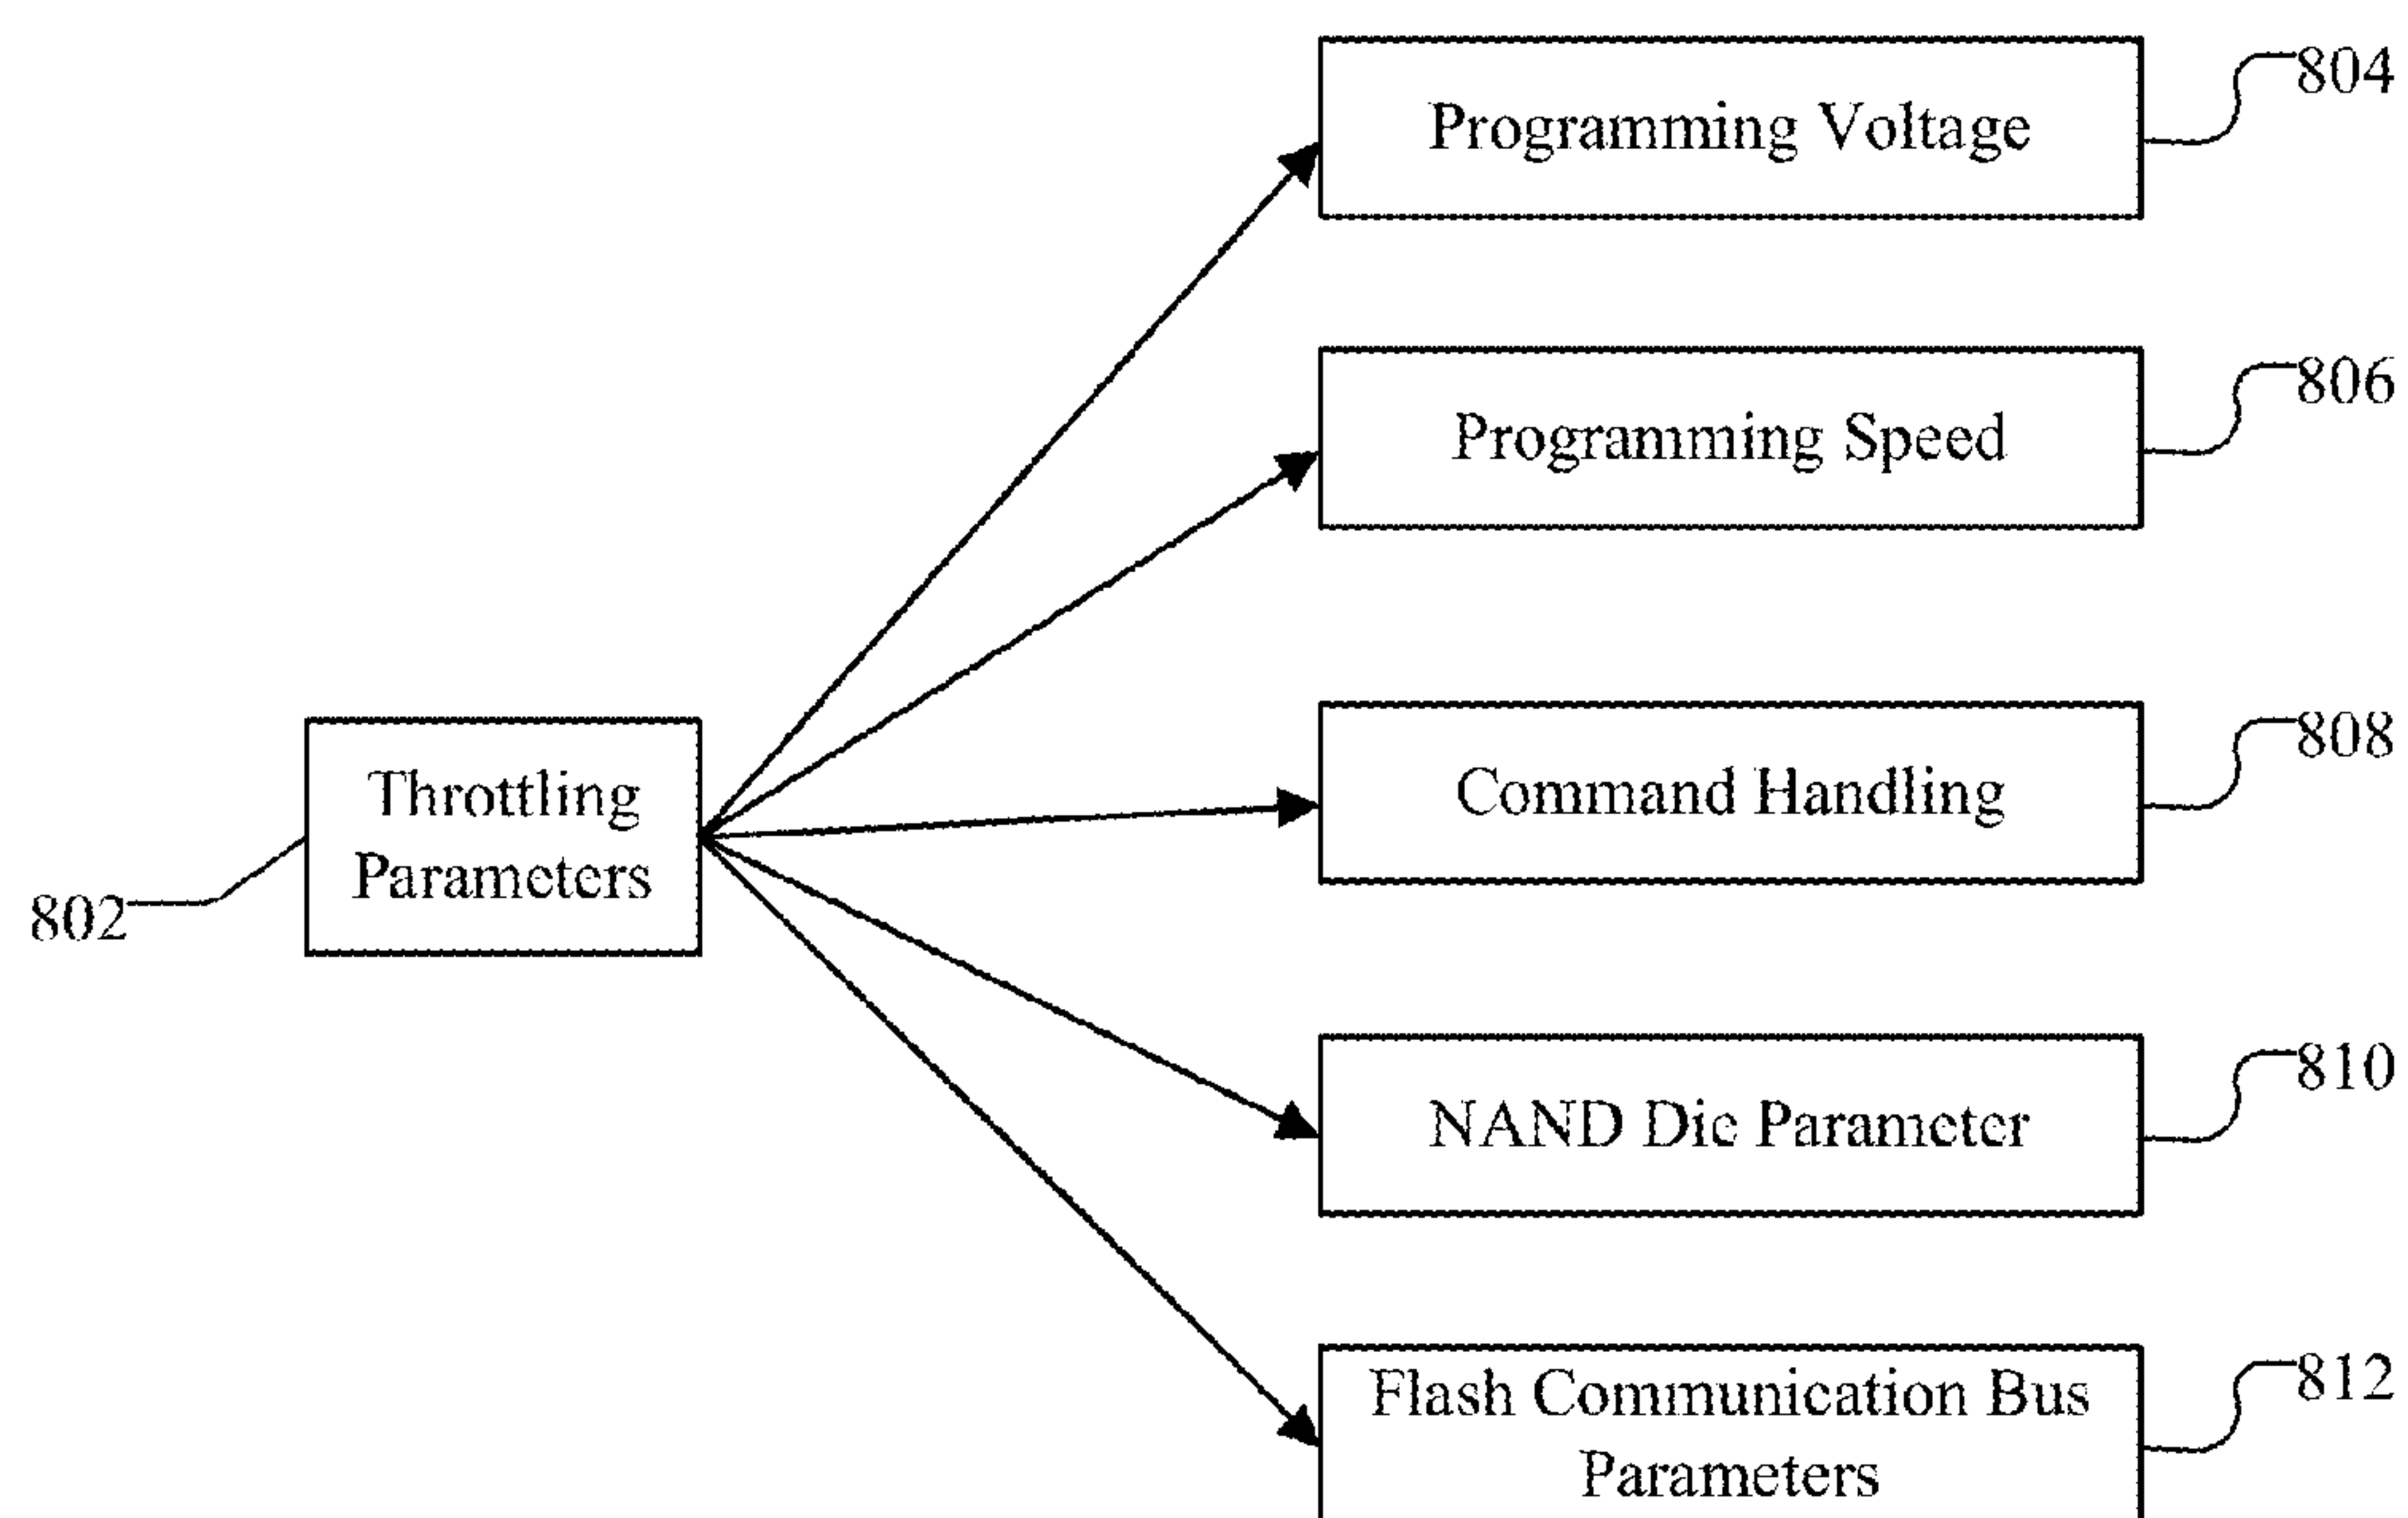 Programming Voltage
804
Programming Speed
806
Throttling
Parameters
802
Command Handling
808
NAND Die Parameter
810
Flash Communication Bus
Parameters
812